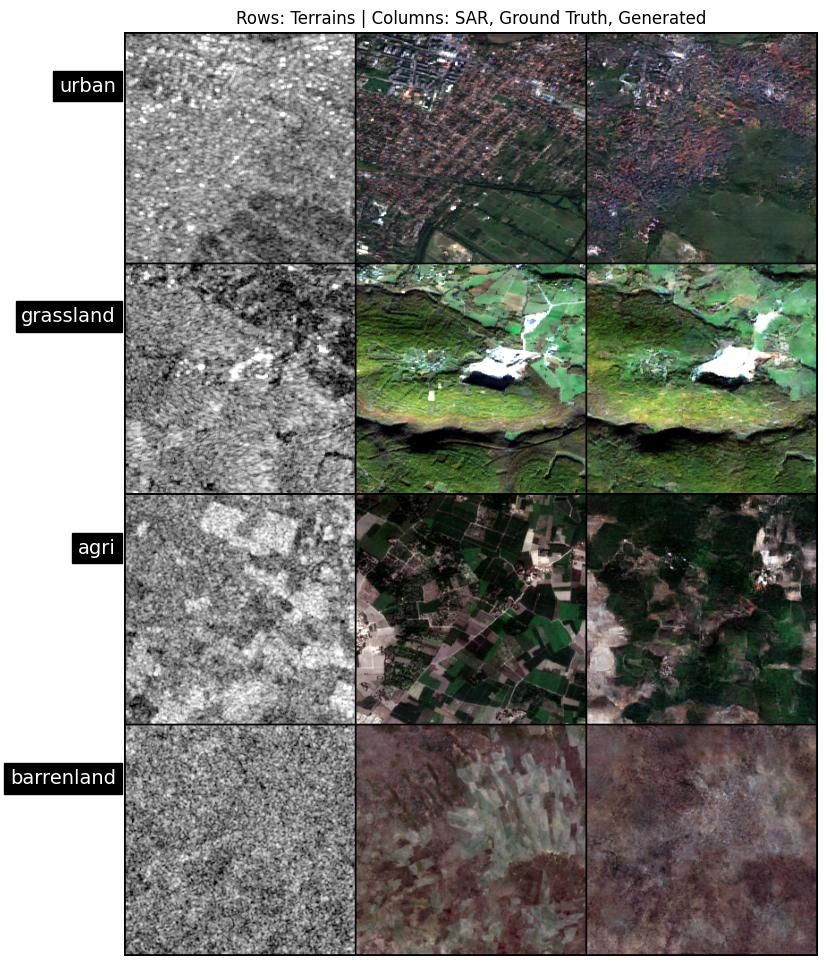 Rows: Terrains | Columns: SAR, Ground Truth, Generated
urban
grassland
agri
barrenland